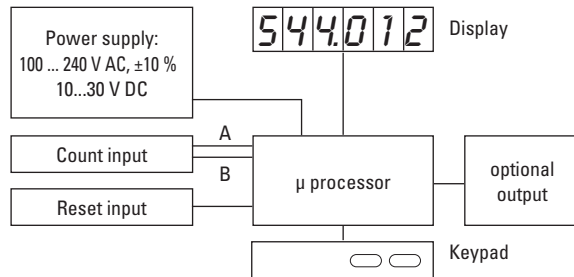 Power supply:
100 ... 240 V AC, ±10 %
10...30 V DC
544.012
Display
Count input
A
B
Reset input
µ processor
optional
output
Keypad